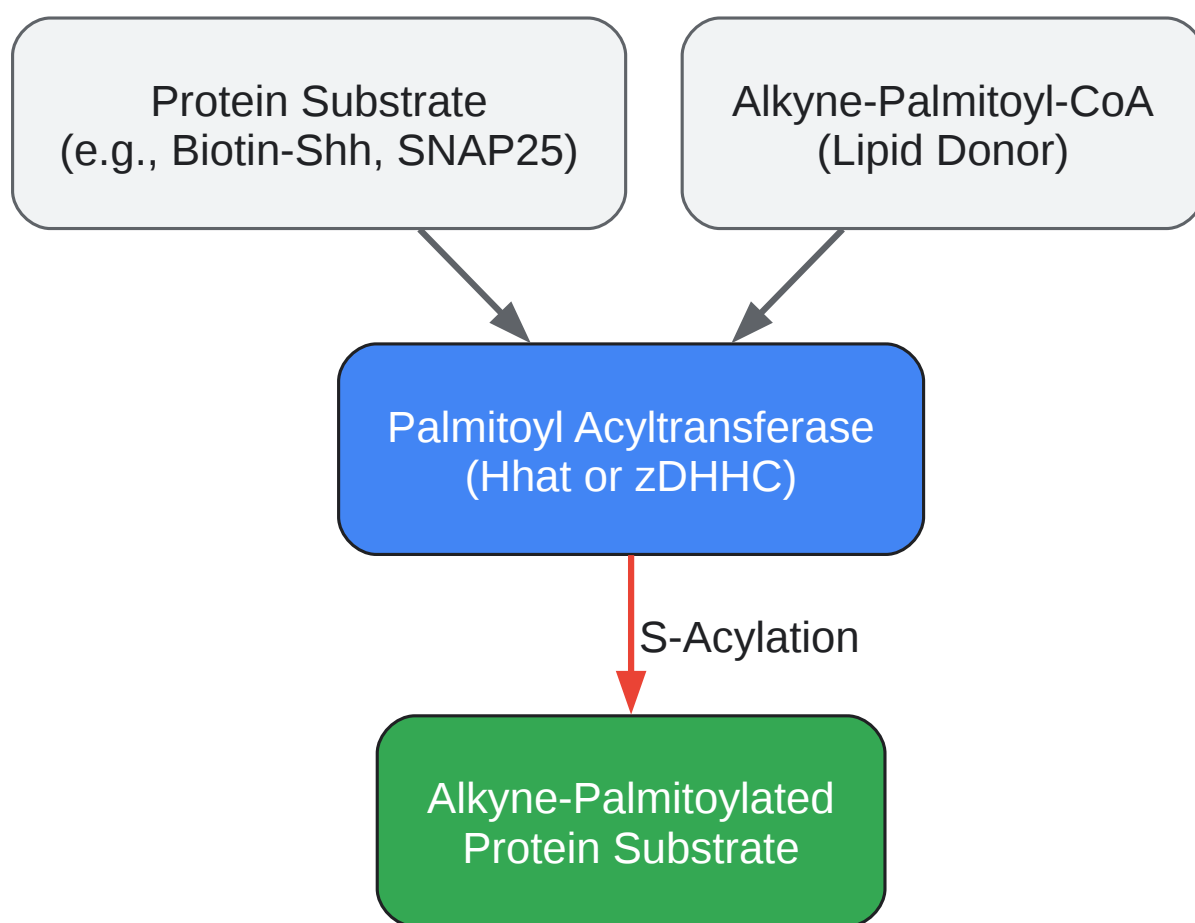 Protein Substrate
(e.g., Biotin-Shh, SNAP25)
Alkyne-Palmitoyl-CoA
(Lipid Donor)
Palmitoyl Acyltransferase
(Hhat or zDHHC)
S-Acylation
Alkyne-Palmitoylated
Protein Substrate